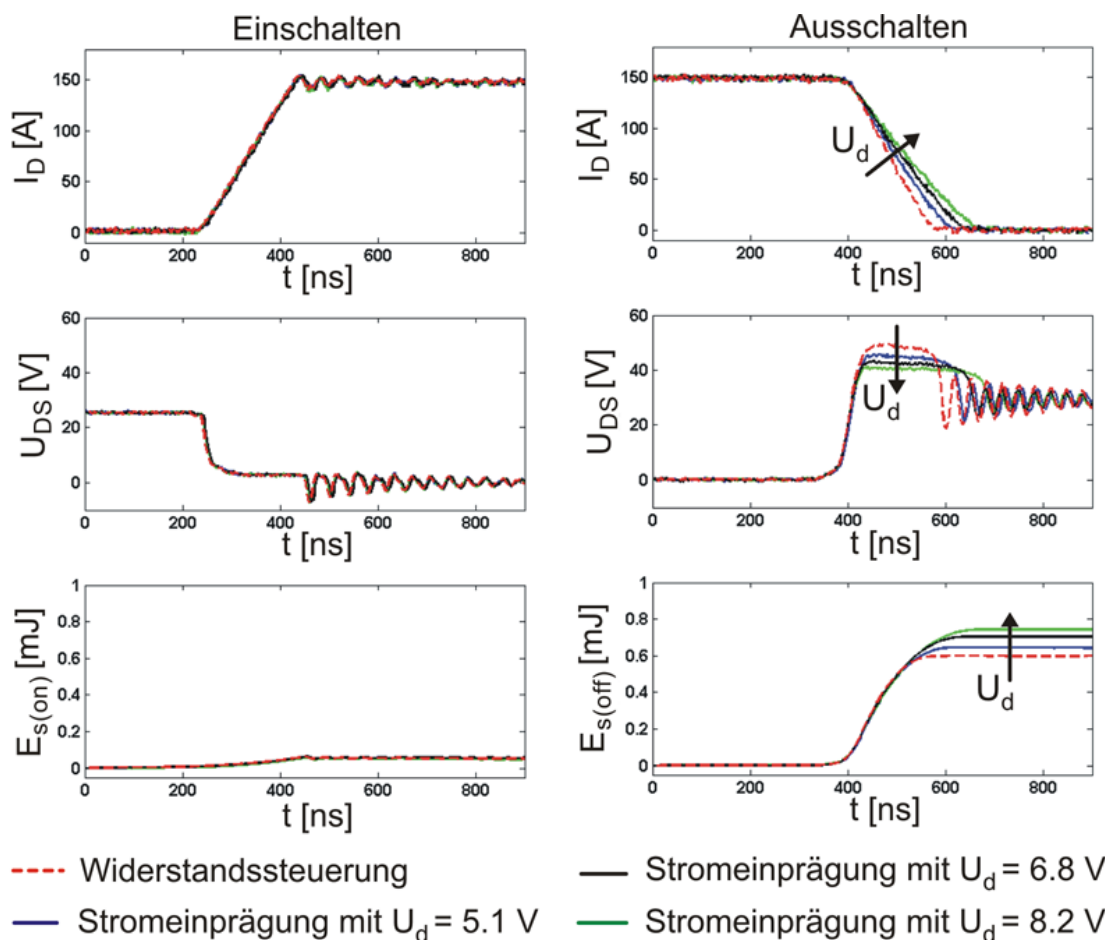 Einschalten
Ausschalten
I_D [A]
150
100
50
0
0 200 400 600 800
t [ns]
I_D [A]
150
100
50
0
U_d
0 200 400 600 800
t [ns]
U_DS [V]
60
40
20
0
0 200 400 600 800
t [ns]
U_DS [V]
60
40
20
0
U_d
0 200 400 600 800
t [ns]
E_s(on) [mJ]
1
0.8
0.6
0.4
0.2
0
0 200 400 600 800
t [ns]
E_s(off) [mJ]
1
0.8
0.6
0.4
0.2
0
U_d
0 200 400 600 800
t [ns]
Widerstandssteuerung
Stromeinprägung mit U_d = 6.8 V
Stromeinprägung mit U_d = 5.1 V
Stromeinprägung mit U_d = 8.2 V